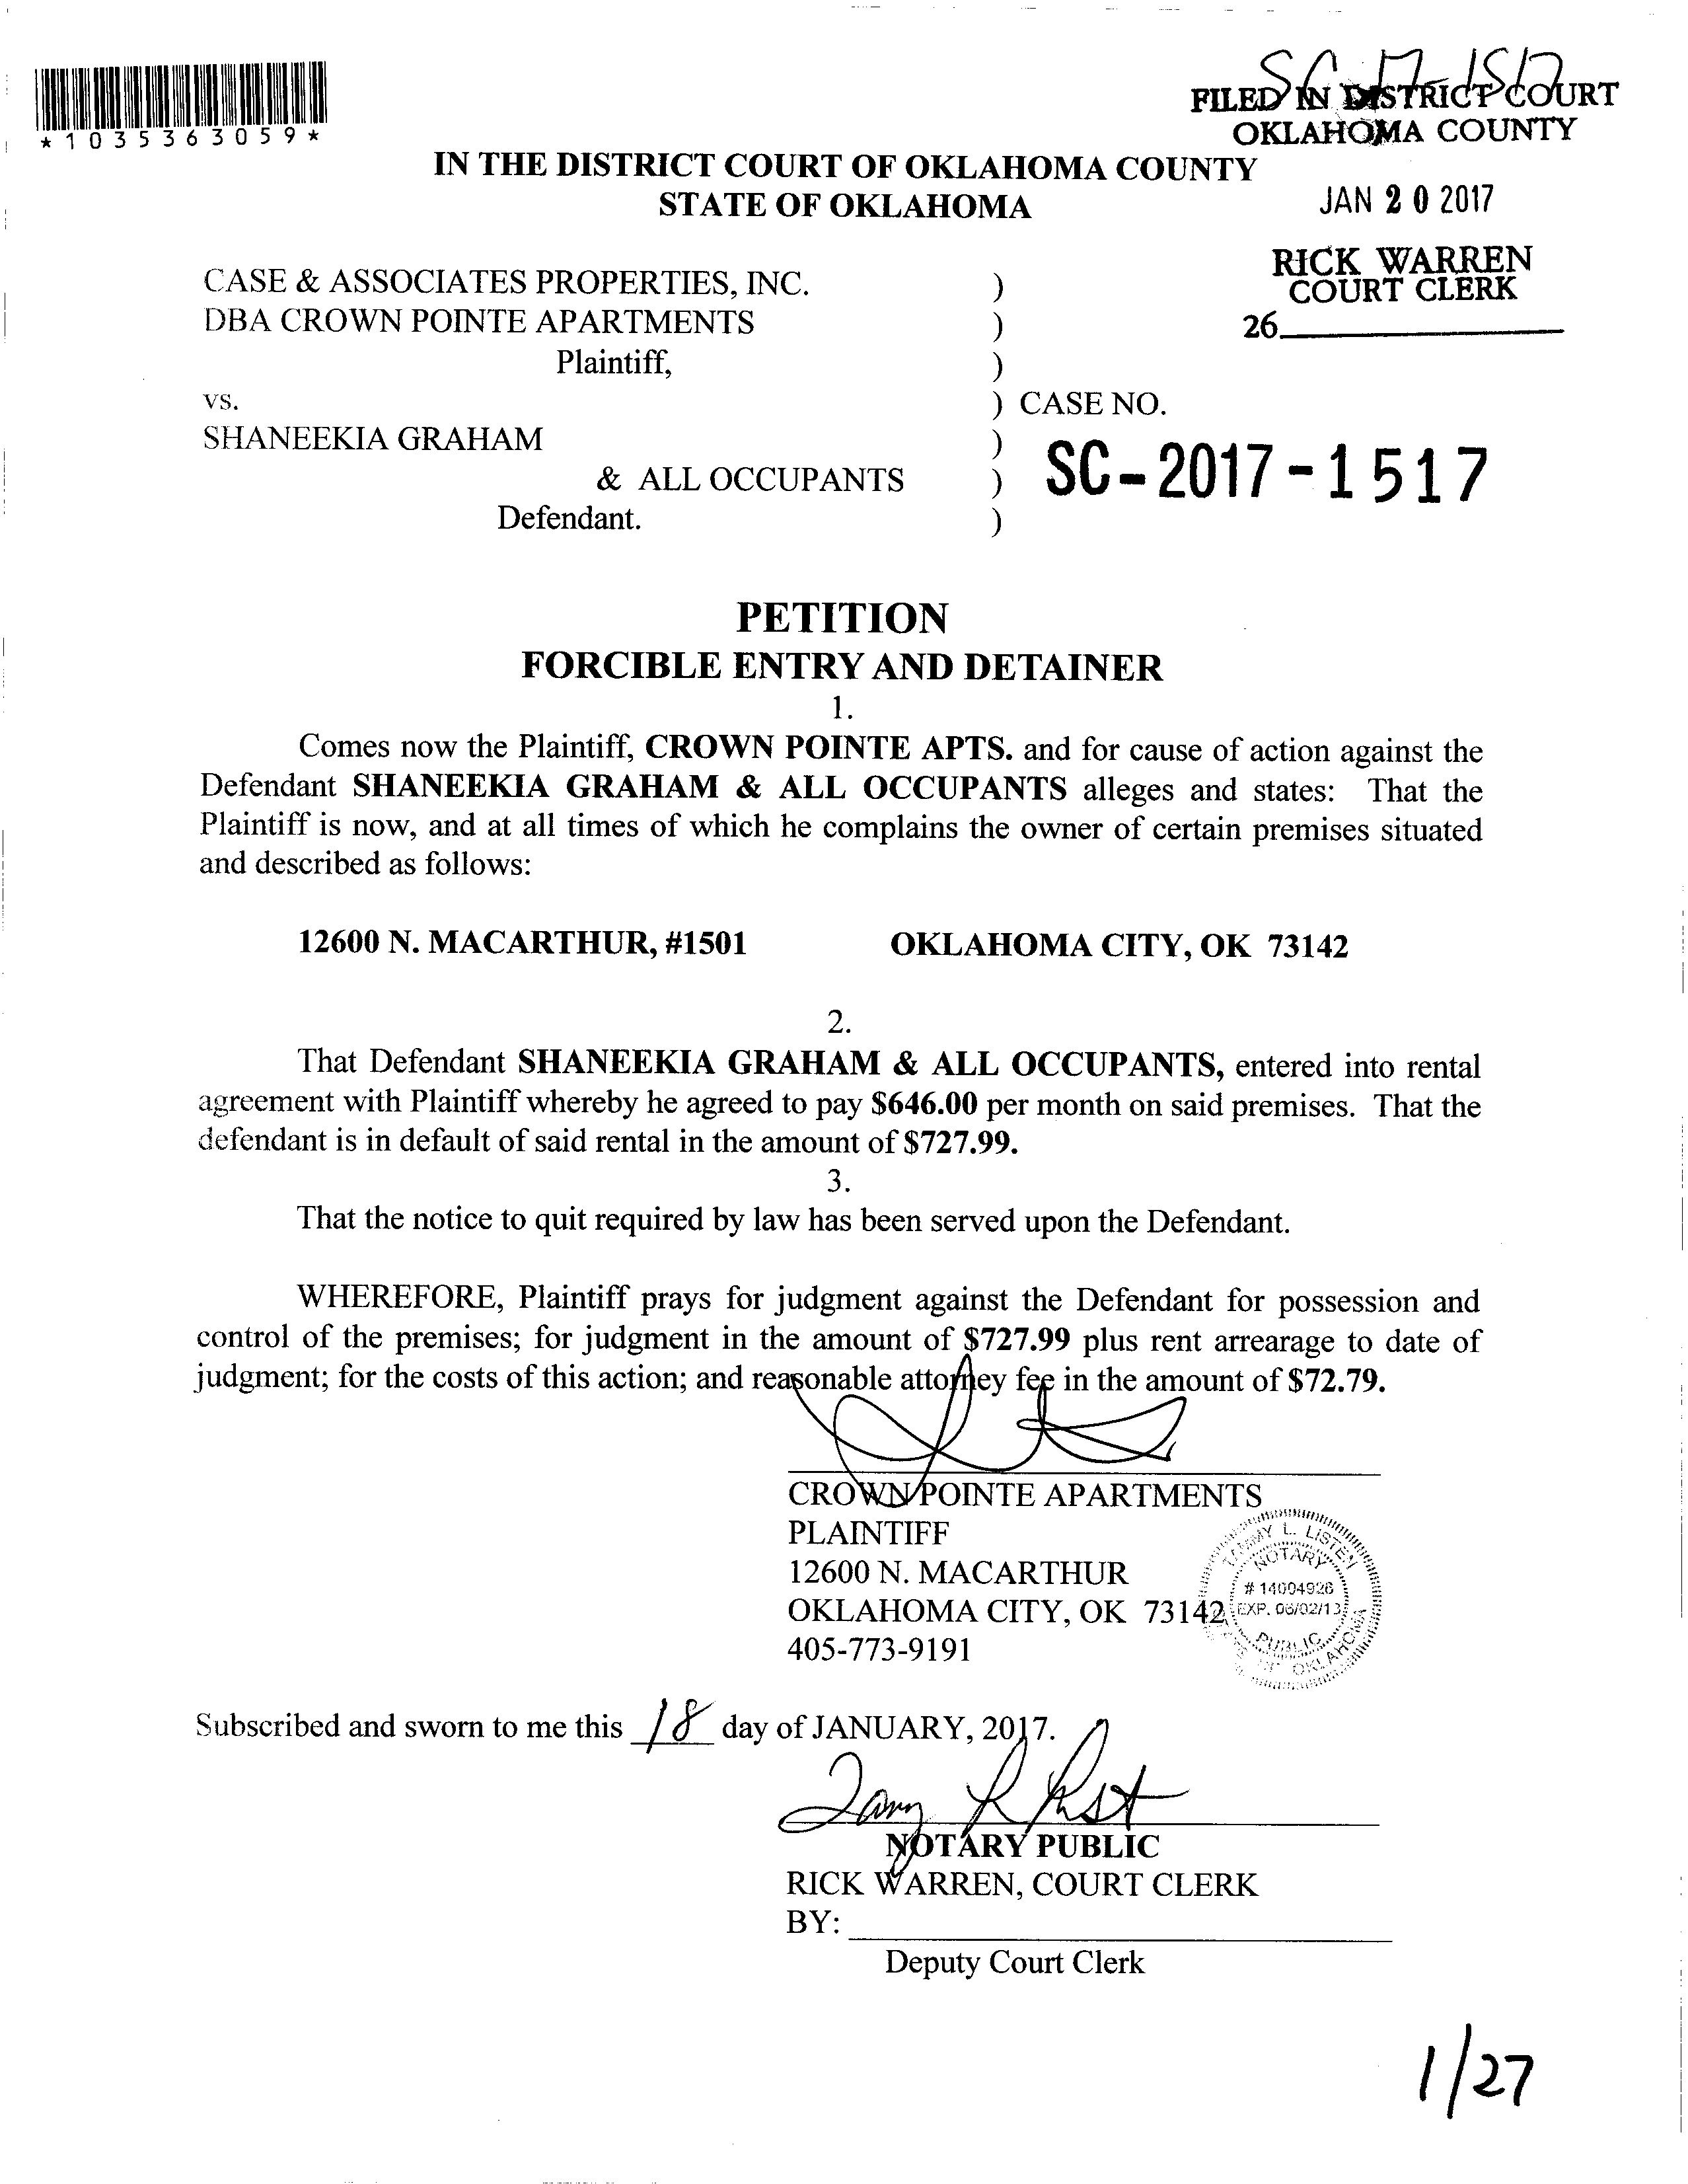 SC-17-1517
FILED IN DISTRICT COURT
OKLAHOMA COUNTY
*1035363059*
IN THE DISTRICT COURT OF OKLAHOMA COUNTY
STATE OF OKLAHOMA
JAN 20 2017
RICK WARREN
COURT CLERK
26
CASE & ASSOCIATES PROPERTIES, INC. )
DBA CROWN POINTE APARTMENTS )
Plaintiff, )
vs. ) CASE NO.
SHANEEKIA GRAHAM )
& ALL OCCUPANTS ) SC-2017-1517
Defendant. )
PETITION
FORCIBLE ENTRY AND DETAINER
1.
Comes now the Plaintiff, CROWN POINTE APTS. and for cause of action against the
Defendant SHANEEKIA GRAHAM & ALL OCCUPANTS alleges and states: That the
Plaintiff is now, and at all times of which he complains the owner of certain premises situated
and described as follows:
12600 N. MACARTHUR, #1501 OKLAHOMA CITY, OK 73142
2.
That Defendant SHANEEKIA GRAHAM & ALL OCCUPANTS, entered into rental
agreement with Plaintiff whereby he agreed to pay $646.00 per month on said premises. That the
defendant is in default of said rental in the amount of $727.99.
3.
That the notice to quit required by law has been served upon the Defendant.
WHEREFORE, Plaintiff prays for judgment against the Defendant for possession and
control of the premises; for judgment in the amount of $727.99 plus rent arrearage to date of
judgment; for the costs of this action; and reasonable attorney fee in the amount of $72.79.
CROWN POINTE APARTMENTS
PLAINTIFF
12600 N. MACARTHUR
OKLAHOMA CITY, OK 73142
405-773-9191
TAMMY L. LISTEN
NOTARY
# 14004926
EXP. 06/02/13
PUBLIC
STATE OF OKLAHOMA
Subscribed and sworn to me this 18 day of JANUARY, 2017.
NOTARY PUBLIC
RICK WARREN, COURT CLERK
BY:
Deputy Court Clerk
1/27